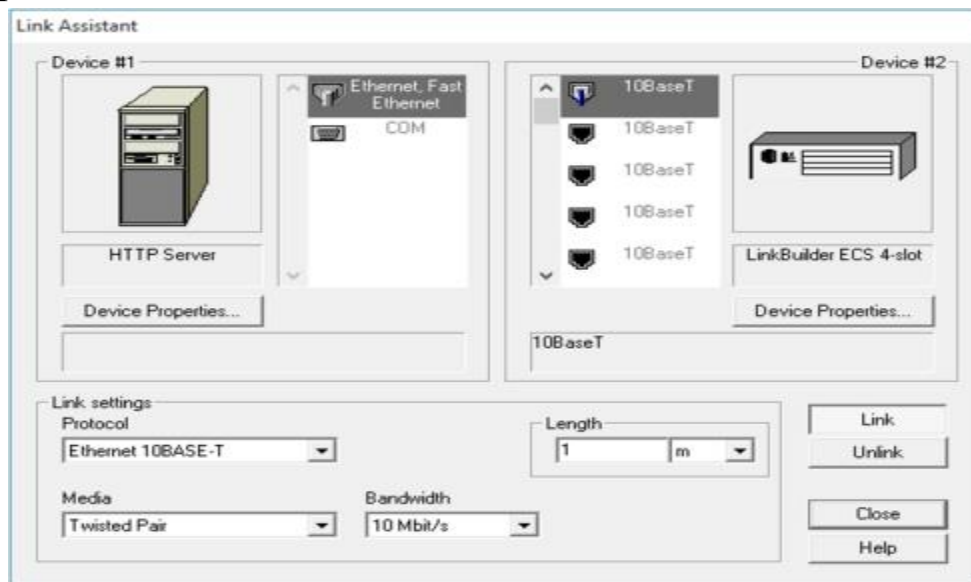 Link Assistant
Device #1
Device #2
Ethernet, Fast
Ethernet
COM
HTTP Server
Device Properties...
10BaseT
10BaseT
10BaseT
10BaseT
10BaseT
LinkBuilder ECS 4-slot
Device Properties...
10BaseT
Link settings
Protocol
Ethernet 10BASE-T
Length
1 m
Media
Twisted Pair
Bandwidth
10 Mbit/s
Link
Unlink
Close
Help